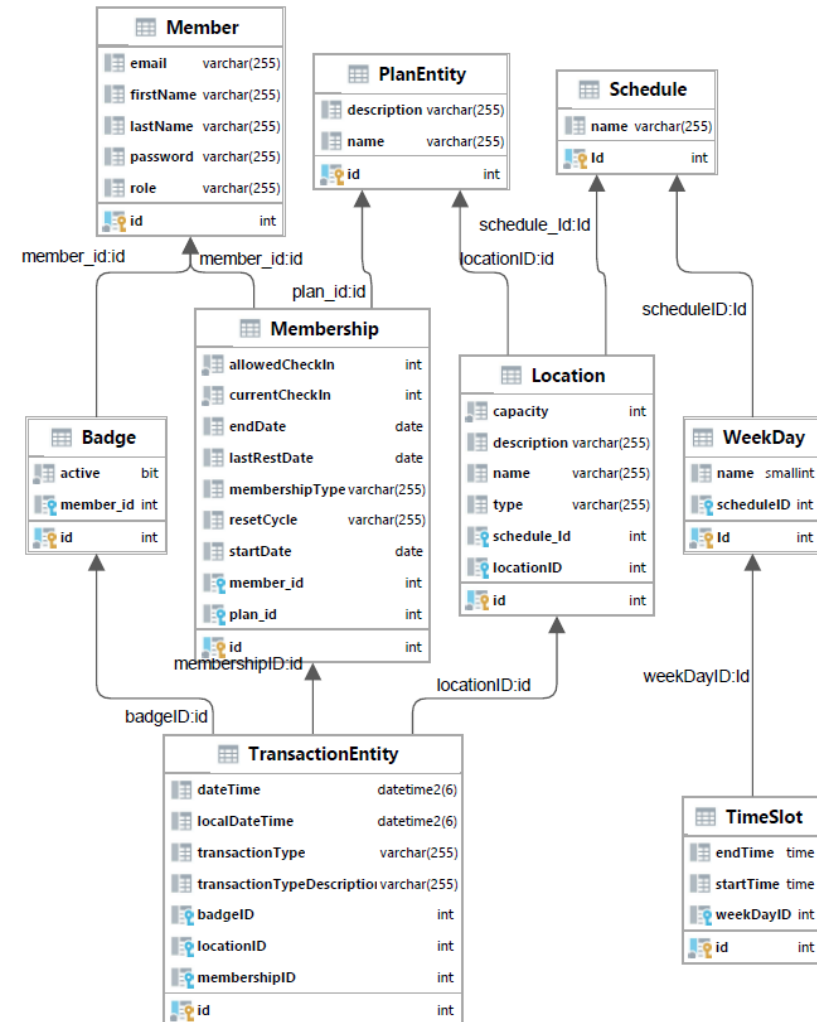 Member
email varchar(255)
firstName varchar(255)
lastName varchar(255)
password varchar(255)
role varchar(255)
id int
PlanEntity
description varchar(255)
name varchar(255)
id int
Schedule
name varchar(255)
Id int
member_id:id
member_id:id
plan_id:id
schedule_Id:Id
locationID:id
scheduleID:Id
Membership
allowedCheckIn int
currentCheckIn int
endDate date
lastRestDate date
membershipType varchar(255)
resetCycle varchar(255)
startDate date
member_id int
plan_id int
id int
Location
capacity int
description varchar(255)
name varchar(255)
type varchar(255)
schedule_Id int
locationID int
id int
Badge
active bit
member_id int
id int
WeekDay
name smallint
scheduleID int
Id int
membershipID:id
badgeID:id
locationID:id
weekDayID:Id
TransactionEntity
dateTime datetime2(6)
localDateTime datetime2(6)
transactionType varchar(255)
transactionTypeDescription varchar(255)
badgeID int
locationID int
membershipID int
id int
TimeSlot
endTime time
startTime time
weekDayID int
id int